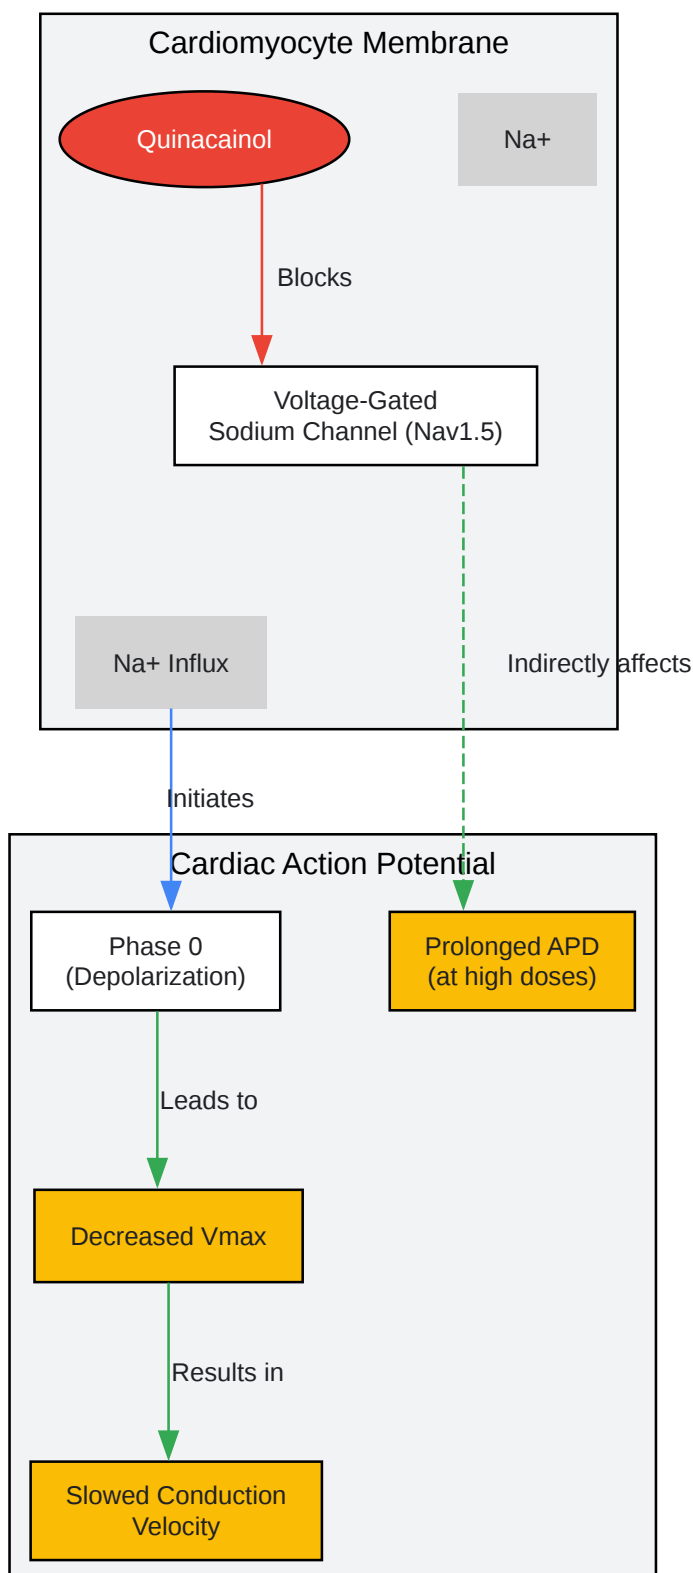 Cardiomyocyte Membrane
Quinacainol
Na+
Blocks
Voltage-Gated
Sodium Channel (Nav1.5)
Na+ Influx
Indirectly affects
Initiates
Cardiac Action Potential
Phase 0
(Depolarization)
Prolonged APD
(at high doses)
Leads to
Decreased Vmax
Results in
Slowed Conduction
Velocity